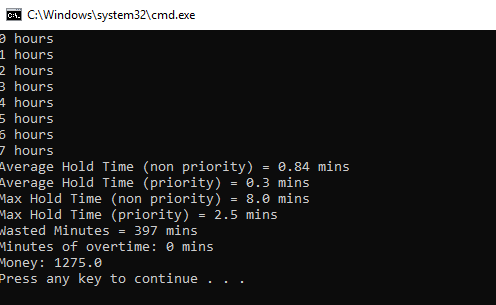 C:\Windows\system32\cmd.exe
0 hours
1 hours
2 hours
3 hours
4 hours
5 hours
6 hours
7 hours
Average Hold Time (non priority) = 0.84 mins
Average Hold Time (priority) = 0.3 mins
Max Hold Time (non priority) = 8.0 mins
Max Hold Time (priority) = 2.5 mins
Wasted Minutes = 397 mins
Minutes of overtime: 0 mins
Money: 1275.0
Press any key to continue . . .